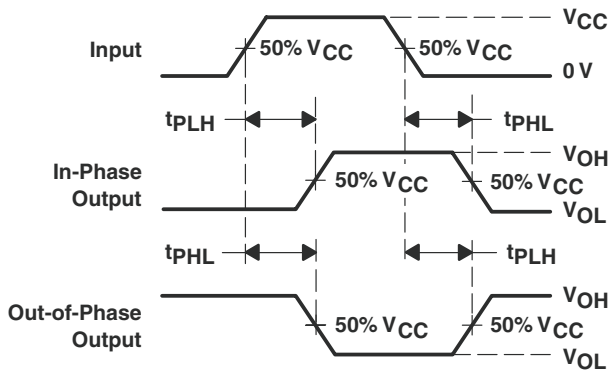 VCC
Input
50% VCC
50% VCC
0 V
tPLH
tPHL
VOH
In-Phase
Output
50% VCC
50% VCC
VOL
tPHL
tPLH
VOH
Out-of-Phase
Output
50% VCC
50% VCC
VOL